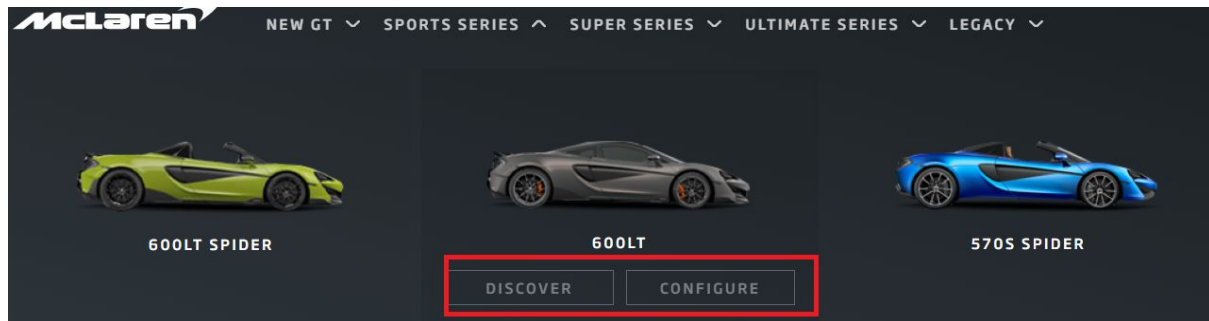 McLaren NEW GT SPORTS SERIES SUPER SERIES ULTIMATE SERIES LEGACY
600LT SPIDER 600LT 570S SPIDER
DISCOVER CONFIGURE